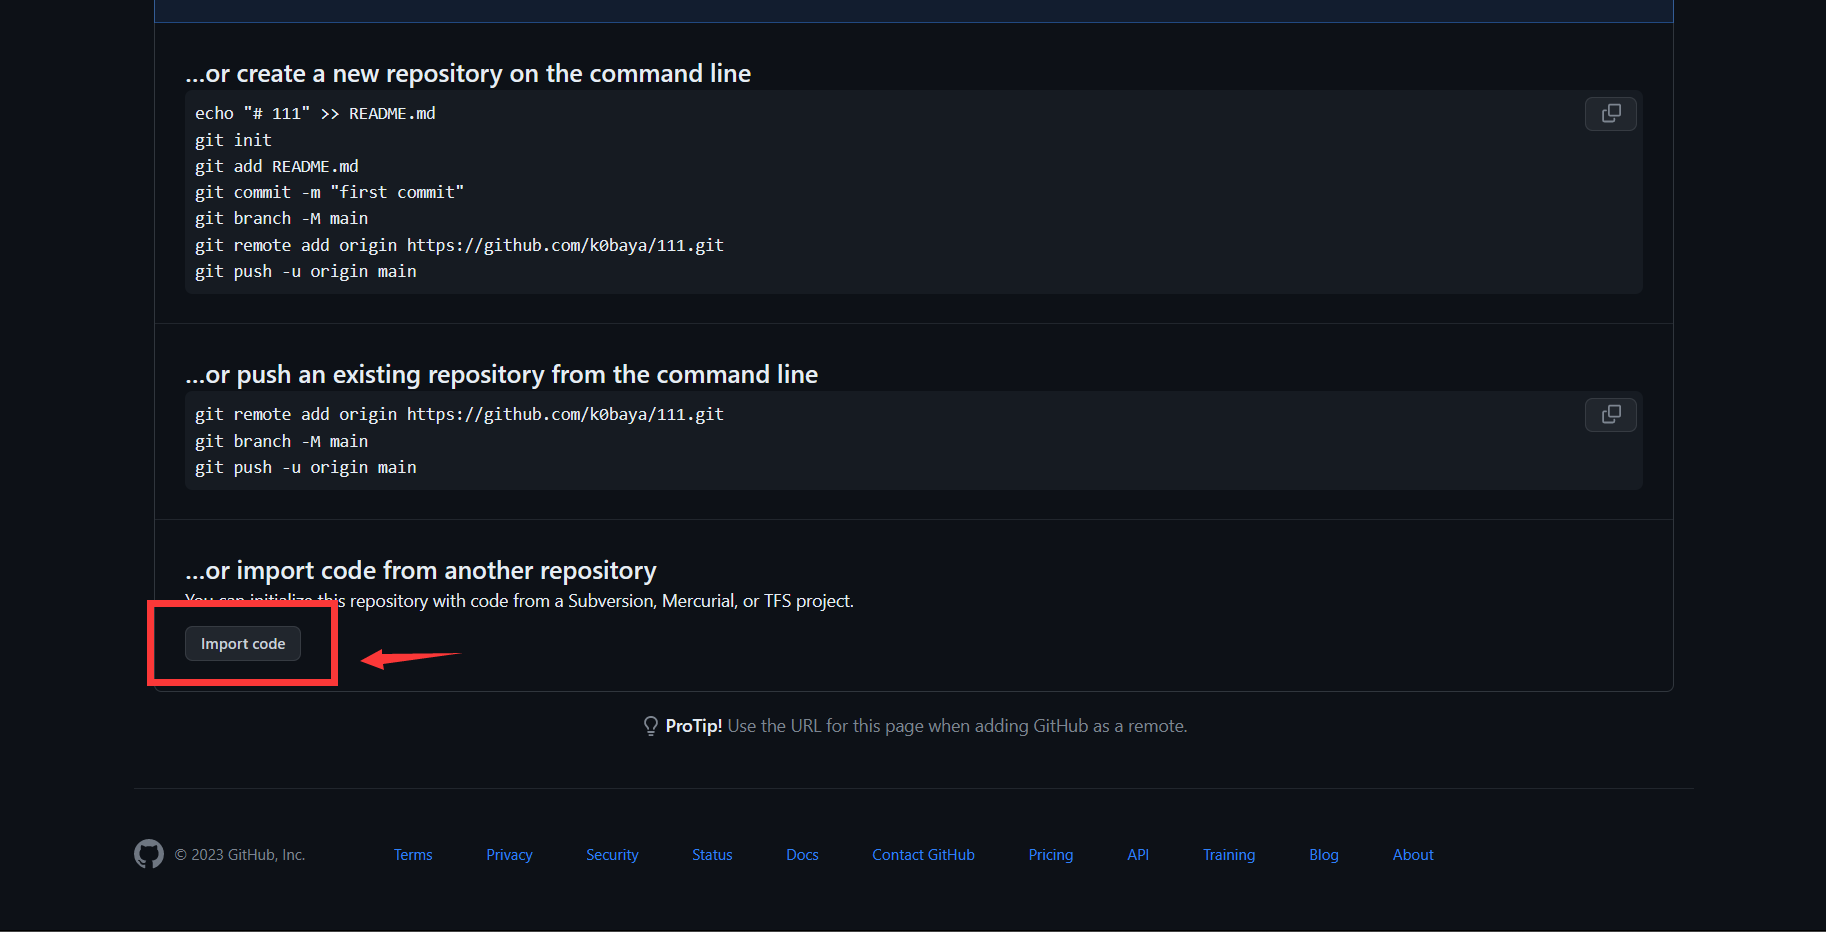 ...or create a new repository on the command line
echo "# 111" >> README.md
git init
git add README.md
git commit -m "first commit"
git branch -M main
git remote add origin https://github.com/k0baya/111.git
git push -u origin main
...or push an existing repository from the command line
git remote add origin https://github.com/k0baya/111.git
git branch -M main
git push -u origin main
...or import code from another repository
You can initialize this repository with code from a Subversion, Mercurial, or TFS project.
Import code
ProTip! Use the URL for this page when adding GitHub as a remote.
© 2023 GitHub, Inc. Terms Privacy Security Status Docs Contact GitHub Pricing API Training Blog About